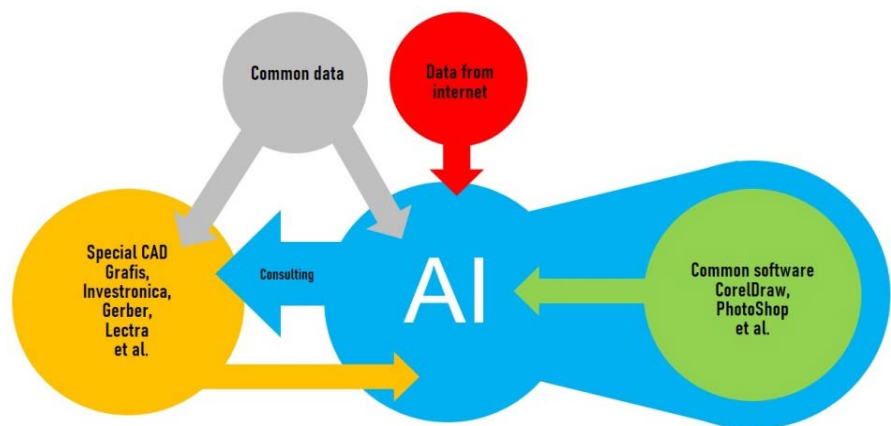 Common data
Data from
internet
Special CAD
Grafis,
Investronica,
Gerber,
Lectra
et al.
Consulting
AI
Common software
CorelDraw,
PhotoShop
et al.